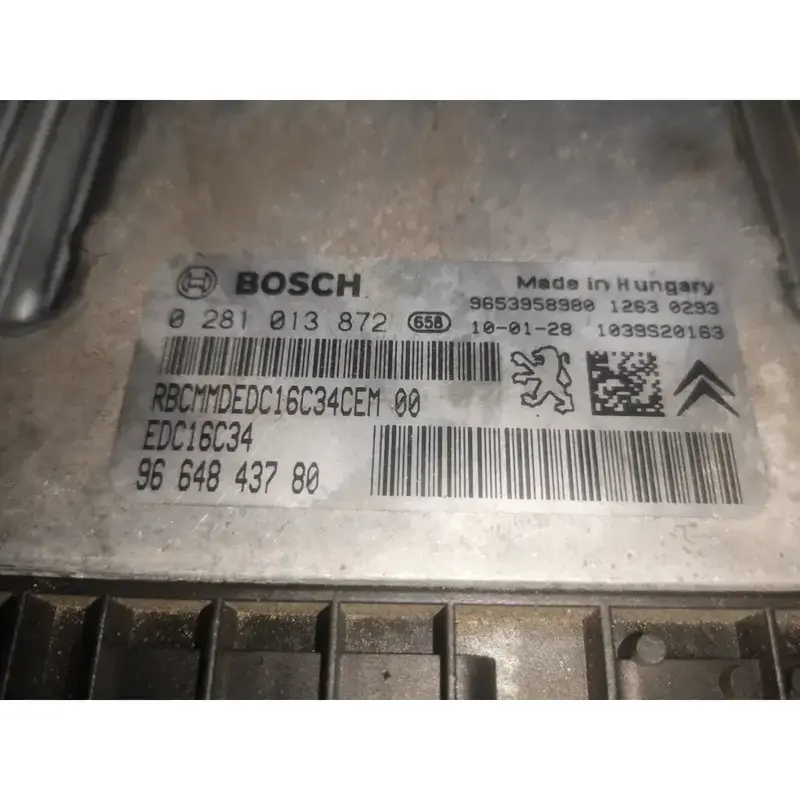 BOSCH
Made in Hungary
9653958980 1263 0293
0 281 013 872 658
10-01-28 1039S20163
RBCMMDEDC16C34CEM 00
EDC16C34
96 648 437 80